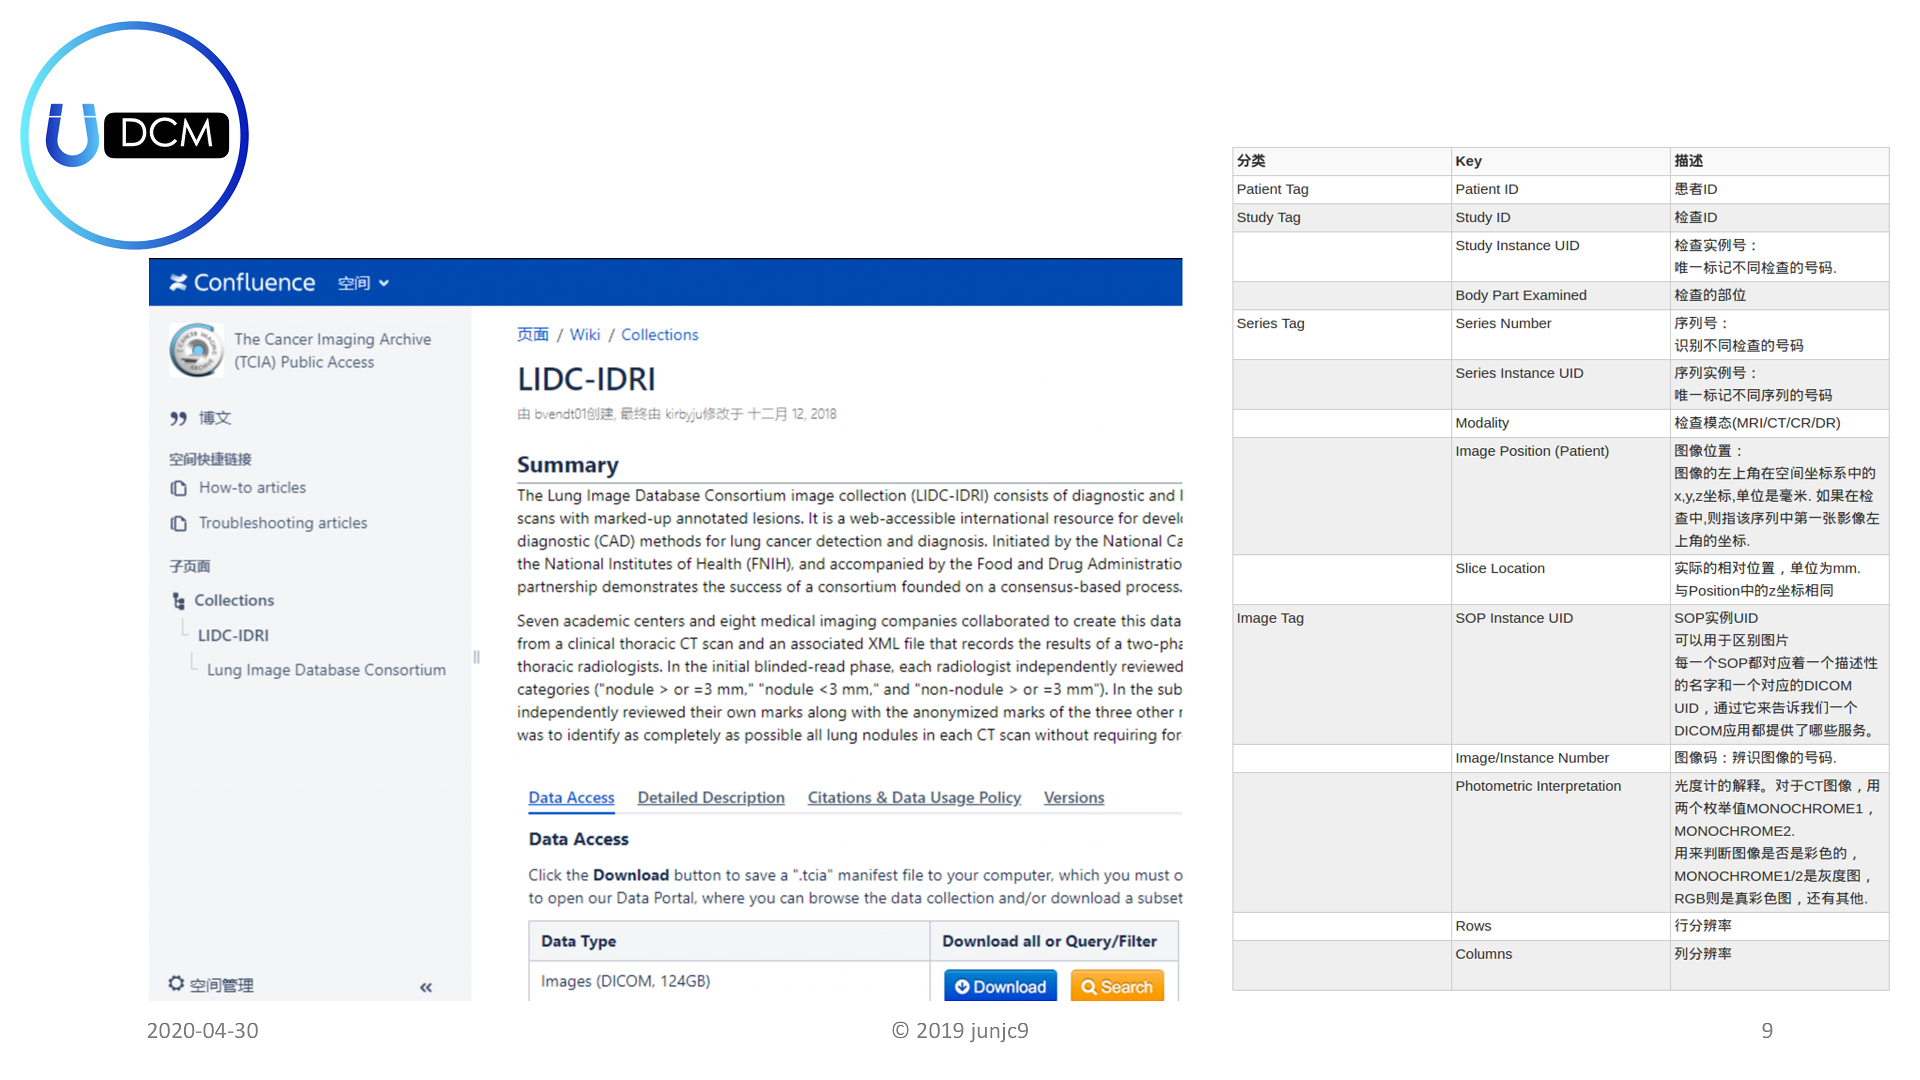 DCM
Confluence 空间
The Cancer Imaging Archive
(TCIA) Public Access
博文
空间快捷链接
How-to articles
Troubleshooting articles
子页面
Collections
LIDC-IDRI
Lung Image Database Consortium
空间管理 «
页面 / Wiki / Collections
LIDC-IDRI
由 bvendt01创建, 最终由 kirbyju修改于 十二月 12, 2018
Summary
The Lung Image Database Consortium image collection (LIDC-IDRI) consists of diagnostic and
scans with marked-up annotated lesions. It is a web-accessible international resource for
diagnostic (CAD) methods for lung cancer detection and diagnosis. Initiated by the National Ca
the National Institutes of Health (FNIH), and accompanied by the Food and Drug Administratio
partnership demonstrates the success of a consortium founded on a consensus-based process.
Seven academic centers and eight medical imaging companies collaborated to create this data
from a clinical thoracic CT scan and an associated XML file that records the results of a two-pha
thoracic radiologists. In the initial blinded-read phase, each radiologist independently reviewed
categories ("nodule > or =3 mm," "nodule <3 mm," and "non-nodule > or =3 mm"). In the sub
independently reviewed their own marks along with the anonymized marks of the three other
was to identify as completely as possible all lung nodules in each CT scan without requiring for
Data Access Detailed Description Citations & Data Usage Policy Versions
Data Access
Click the Download button to save a ".tcia" manifest file to your computer, which you must o
to open our Data Portal, where you can browse the data collection and/or download a subset
Data Type Download all or Query/Filter
Images (DICOM, 124GB) Download Search
分类 Key 描述
Patient Tag Patient ID 患者ID
Study Tag Study ID 检查ID
Study Instance UID 检查实例号：
唯一标记不同检查的号码.
Body Part Examined 检查的部位
Series Tag Series Number 序列号：
识别不同检查的号码
Series Instance UID 序列实例号：
唯一标记不同序列的号码
Modality 检查模态(MRI/CT/CR/DR)
Image Position (Patient) 图像位置：
图像的左上角在空间坐标系中的
x,y,z坐标,单位是毫米. 如果在检
查中,则指该序列中第一张影像左
上角的坐标.
Slice Location 实际的相对位置，单位为mm.
与Position中的z坐标相同
Image Tag SOP Instance UID SOP实例UID
可以用于区别图片
每一个SOP都对应着一个描述性
的名字和一个对应的DICOM
UID，通过它来告诉我们一个
DICOM应用都提供了哪些服务。
Image/Instance Number 图像码：辨识图像的号码.
Photometric Interpretation 光度计的解释。对于CT图像，用
两个枚举值MONOCHROME1，
MONOCHROME2.
用来判断图像是否是彩色的，
MONOCHROME1/2是灰度图，
RGB则是真彩色图，还有其他.
Rows 行分辨率
Columns 列分辨率
2020-04-30 © 2019 junjc9 9